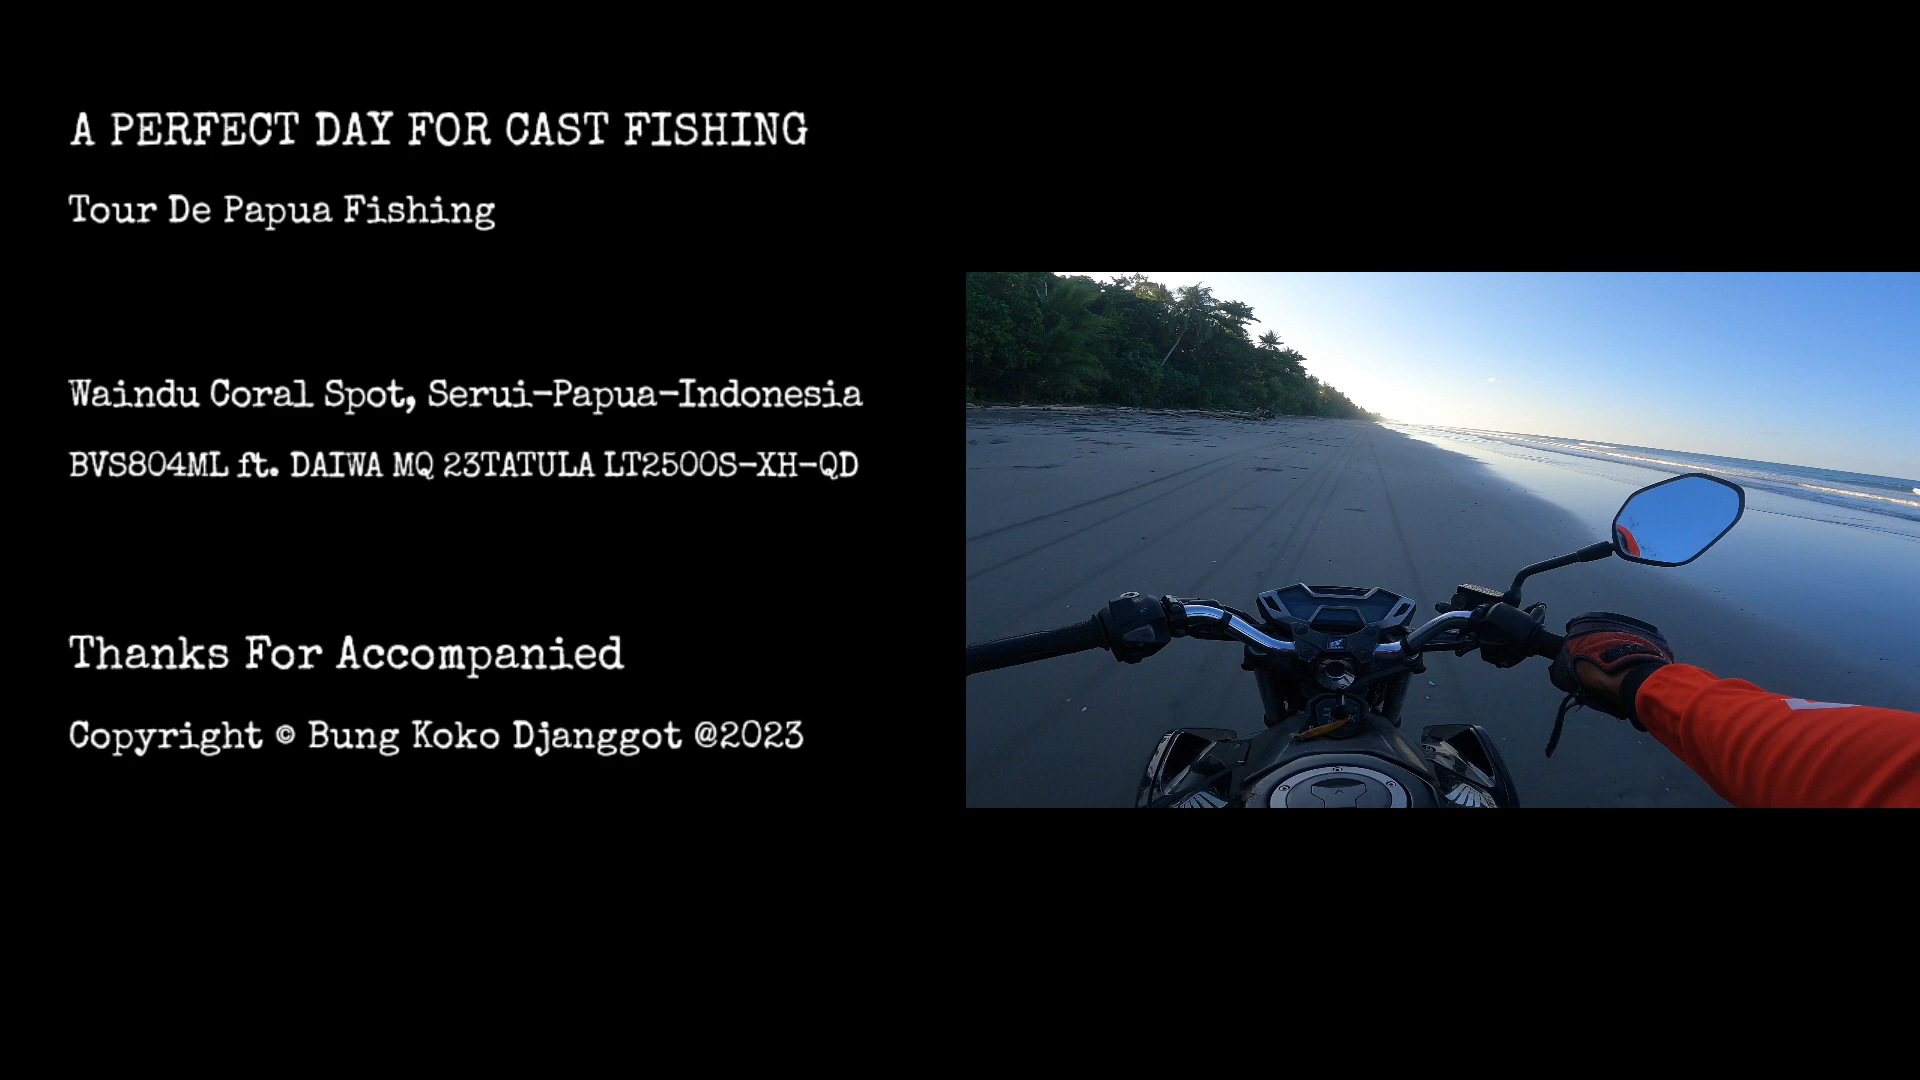 A PERFECT DAY FOR CAST FISHING
Tour De Papua Fishing
Waindu Coral Spot, Serui-Papua-Indonesia
BVS804ML ft. DAIWA MQ 23TATULA LT2500S-XH-QD
Thanks For Accompanied
Copyright © Bung Koko Djanggot @2023